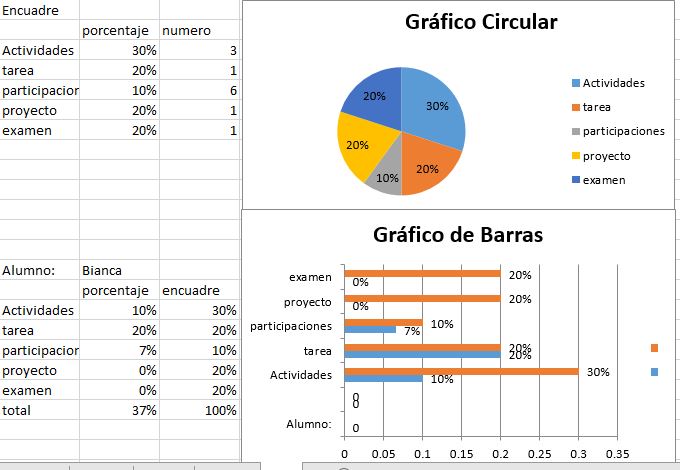 Encuadre
porcentaje numero
Actividades 30% 3
tarea 20% 1
participacior 10% 6
proyecto 20% 1
examen 20% 1
Gráfico Circular
20%
30%
20%
10%
20%
Actividades
tarea
participaciones
proyecto
examen
Alumno: Bianca
porcentaje encuadre
Actividades 10% 30%
tarea 20% 20%
participacior 7% 10%
proyecto 0% 20%
examen 0% 20%
total 37% 100%
Gráfico de Barras
examen 20%
0%
proyecto 20%
0%
participaciones 10%
7%
tarea 20%
20%
Actividades 30%
10%
0
0
Alumno: 0
0 0.05 0.1 0.15 0.2 0.25 0.3 0.35